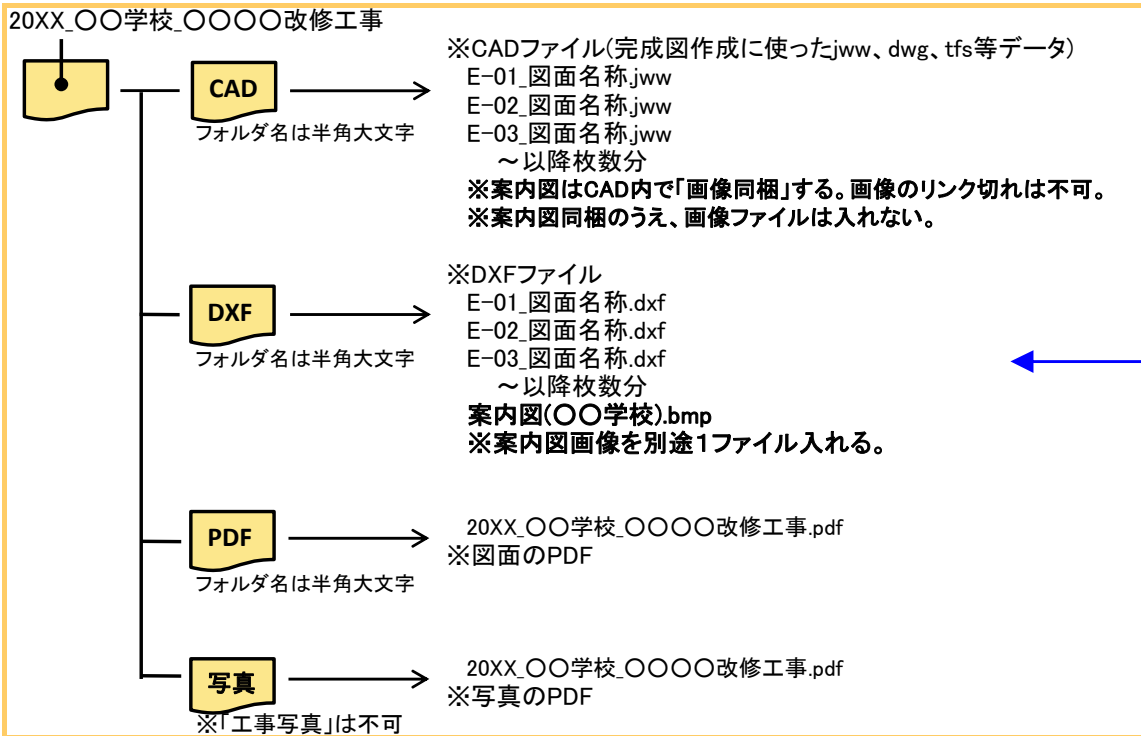 20XX_〇〇学校_〇〇〇〇改修工事
CAD
フォルダ名は半角大文字
※CADファイル(完成図作成に使ったjww、dwg、tfs等データ)
E-01_図面名称.jww
E-02_図面名称.jww
E-03_図面名称.jww
～以降枚数分
※案内図はCAD内で「画像同梱」する。画像のリンク切れは不可。
※案内図同梱のうえ、画像ファイルは入れない。
DXF
フォルダ名は半角大文字
※DXFファイル
E-01_図面名称.dxf
E-02_図面名称.dxf
E-03_図面名称.dxf
～以降枚数分
案内図(〇〇学校).bmp
※案内図画像を別途１ファイル入れる。
PDF
フォルダ名は半角大文字
20XX_〇〇学校_〇〇〇〇改修工事.pdf
※図面のPDF
写真
※「工事写真」は不可
20XX_〇〇学校_〇〇〇〇改修工事.pdf
※写真のPDF